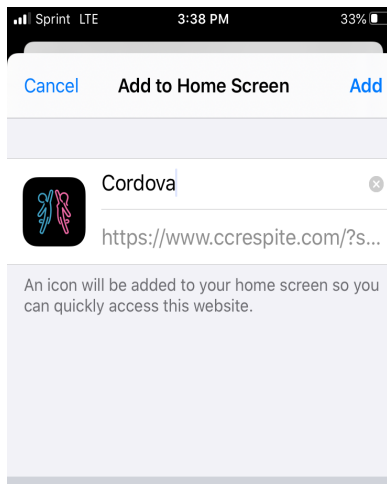 Sprint LTE 3:38 PM 33%
Cancel Add to Home Screen Add
Cordova
https://www.ccrespite.com/?s...
An icon will be added to your home screen so you
can quickly access this website.